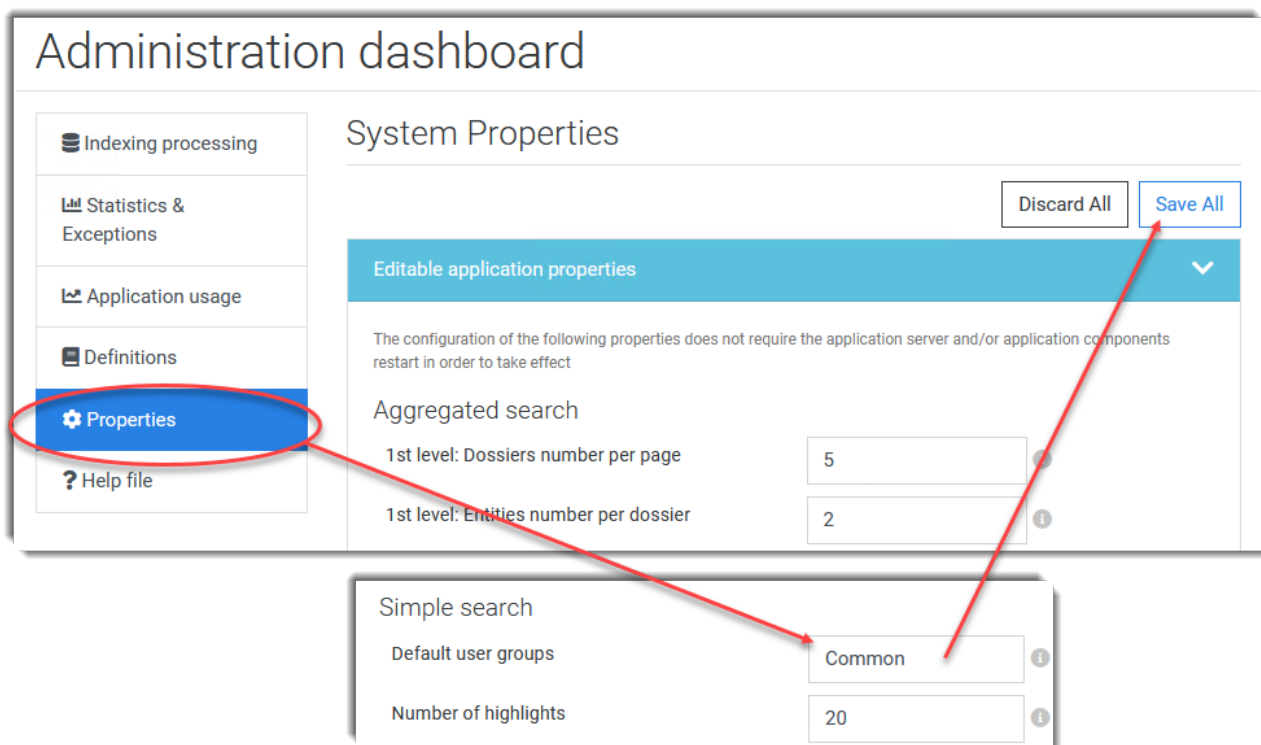 Administration dashboard
Indexing processing
Statistics &
Exceptions
Application usage
Definitions
Properties
Help file
System Properties
Discard All
Save All
Editable application properties
The configuration of the following properties does not require the application server and/or application components
restart in order to take effect
Aggregated search
1st level: Dossiers number per page
5
1st level: Entities number per dossier
2
Simple search
Default user groups
Common
Number of highlights
20